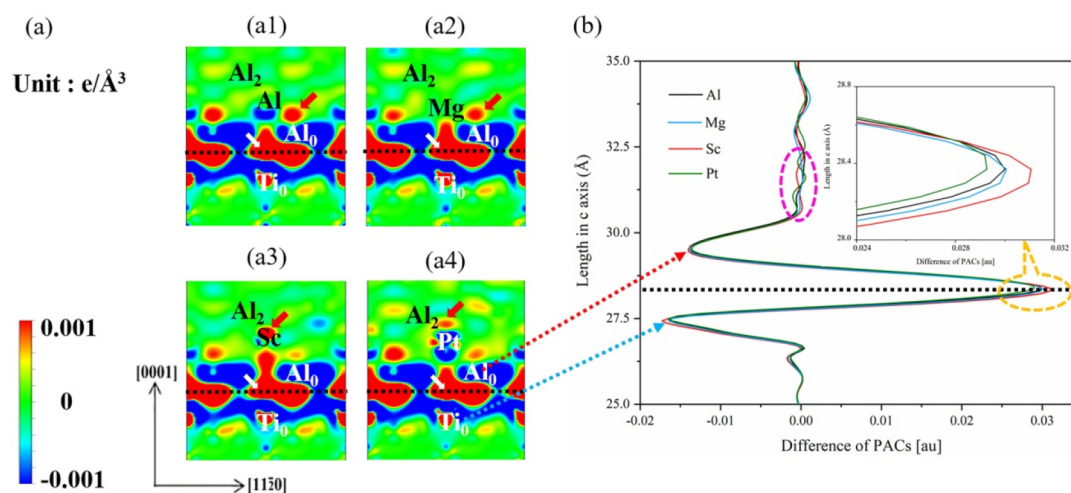 (a)
Unit : e/Å³
(a1)
Al₂
Al
Al₀
Ti₀
(a2)
Al₂
Mg
Al₀
Ti₀
(a3)
Al₂
Sc
Al₀
Ti₀
(a4)
Al₂
Pt
Al₀
Ti₀
0.001
0
-0.001
[0001]
[112̄0]
(b)
35.0
32.5
30.0
27.5
25.0
Length in c axis (Å)
Al
Mg
Sc
Pt
-0.02
-0.01
0.00
0.01
0.02
0.03
Difference of PACs [au]
28.8
28.4
28.0
Length in c axis (Å)
0.024
0.028
0.032
Difference of PACs [au]